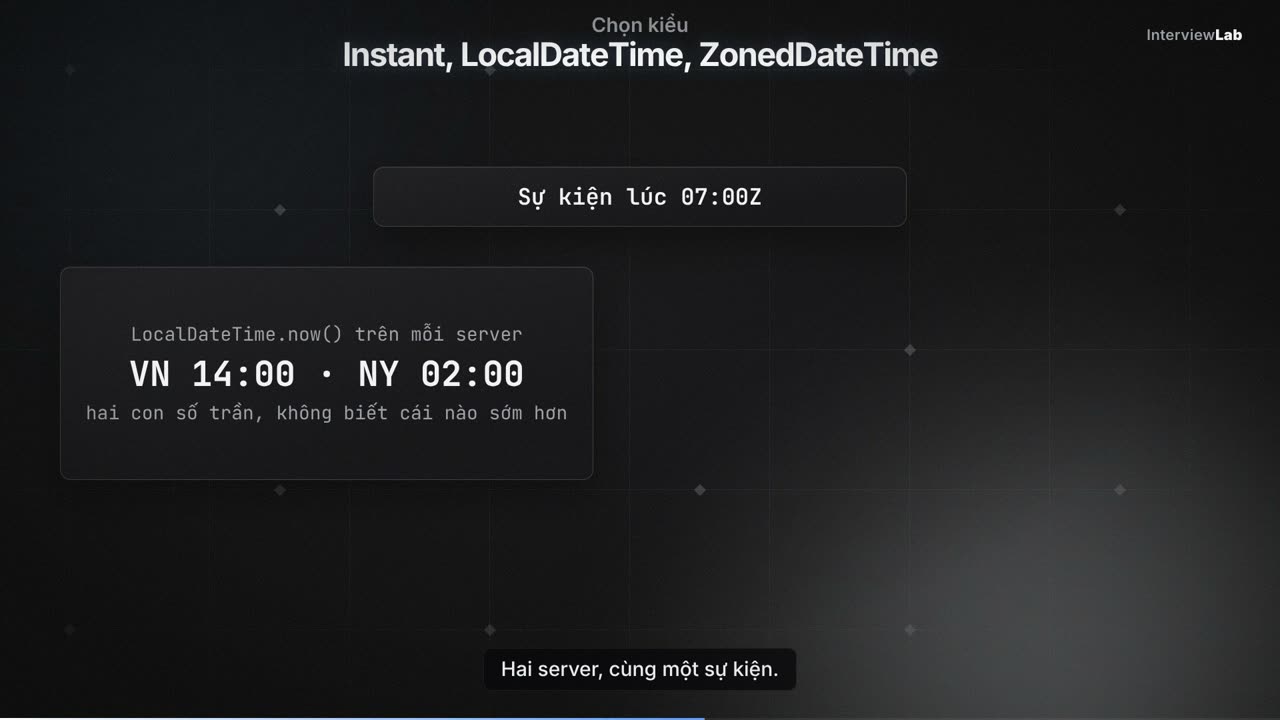 Chọn kiểu
Instant, LocalDateTime, ZonedDateTime
InterviewLab
Sự kiện lúc 07:00Z
LocalDateTime.now() trên mỗi server
VN 14:00 · NY 02:00
hai con số trần, không biết cái nào sớm hơn
Hai server, cùng một sự kiện.